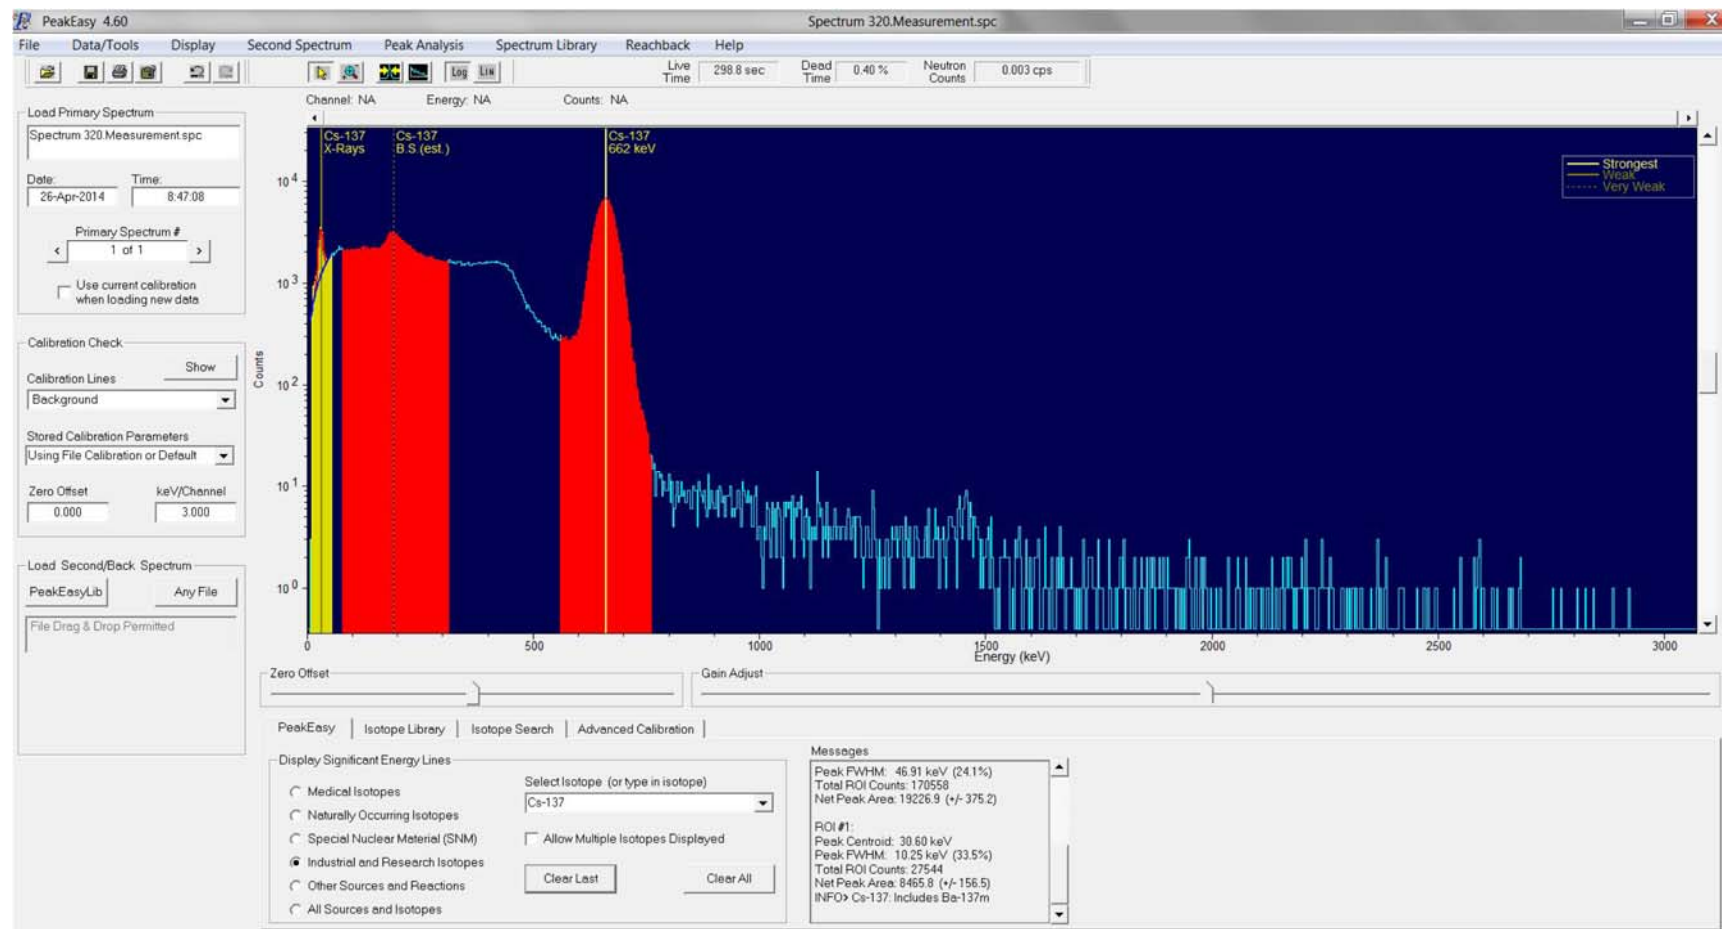 PeakEasy 4.60
Spectrum 320.Measurement.spc
File Data/Tools Display Second Spectrum Peak Analysis Spectrum Library Reachback Help
Log LIN
Live Time 298.8 sec
Dead Time 0.40 %
Neutron Counts 0.003 cps
Channel: NA Energy: NA Counts: NA
Load Primary Spectrum
Spectrum 320.Measurement.spc
Date: Time:
26-Apr-2014 8:47:08
Primary Spectrum #
< 1 of 1 >
Use current calibration
when loading new data
Calibration Check
Show
Calibration Lines
Background
Stored Calibration Parameters
Using File Calibration or Default
Zero Offset keV/Channel
0.000 3.000
Load Second/Back Spectrum
PeakEasyLib Any File
File Drag & Drop Permitted
Cs-137
X-Rays
Cs-137
B.S.(est.)
Cs-137
662 keV
Strongest
Weak
Very Weak
Counts
10^4
10^3
10^2
10^1
10^0
0 500 1000 1500 2000 2500 3000
Energy (keV)
Zero Offset
Gain Adjust
PeakEasy Isotope Library Isotope Search Advanced Calibration
Display Significant Energy Lines
Medical Isotopes
Naturally Occurring Isotopes
Special Nuclear Material (SNM)
Industrial and Research Isotopes
Other Sources and Reactions
All Sources and Isotopes
Select Isotope (or type in isotope)
Cs-137
Allow Multiple Isotopes Displayed
Clear Last Clear All
Messages
Peak FWHM: 46.91 keV (24.1%)
Total ROI Counts: 170558
Net Peak Area: 19226.9 (+/- 375.2)
ROI #1:
Peak Centroid: 30.60 keV
Peak FWHM: 10.25 keV (33.5%)
Total ROI Counts: 27544
Net Peak Area: 8465.8 (+/- 156.5)
INFO> Cs-137: Includes Ba-137m